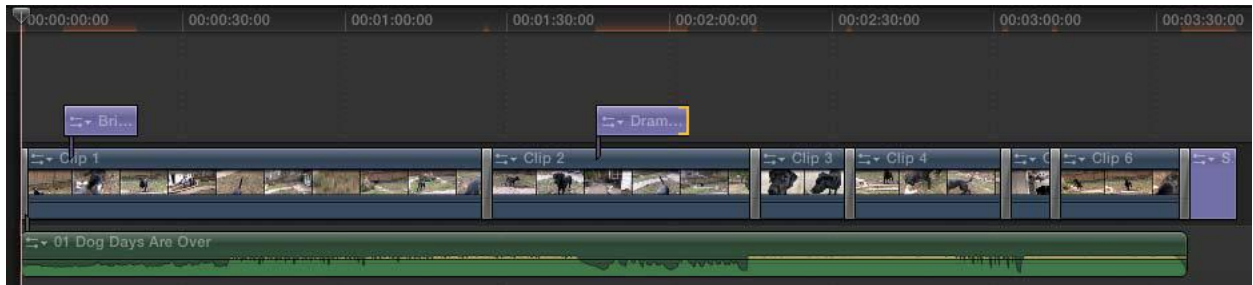 00:00:00:00 00:00:30:00 00:01:00:00 00:01:30:00 00:02:00:00 00:02:30:00 00:03:00:00 00:03:30:00
Bri... Dram...
Clip 1 Clip 2 Clip 3 Clip 4 C Clip 6 S
01 Dog Days Are Over